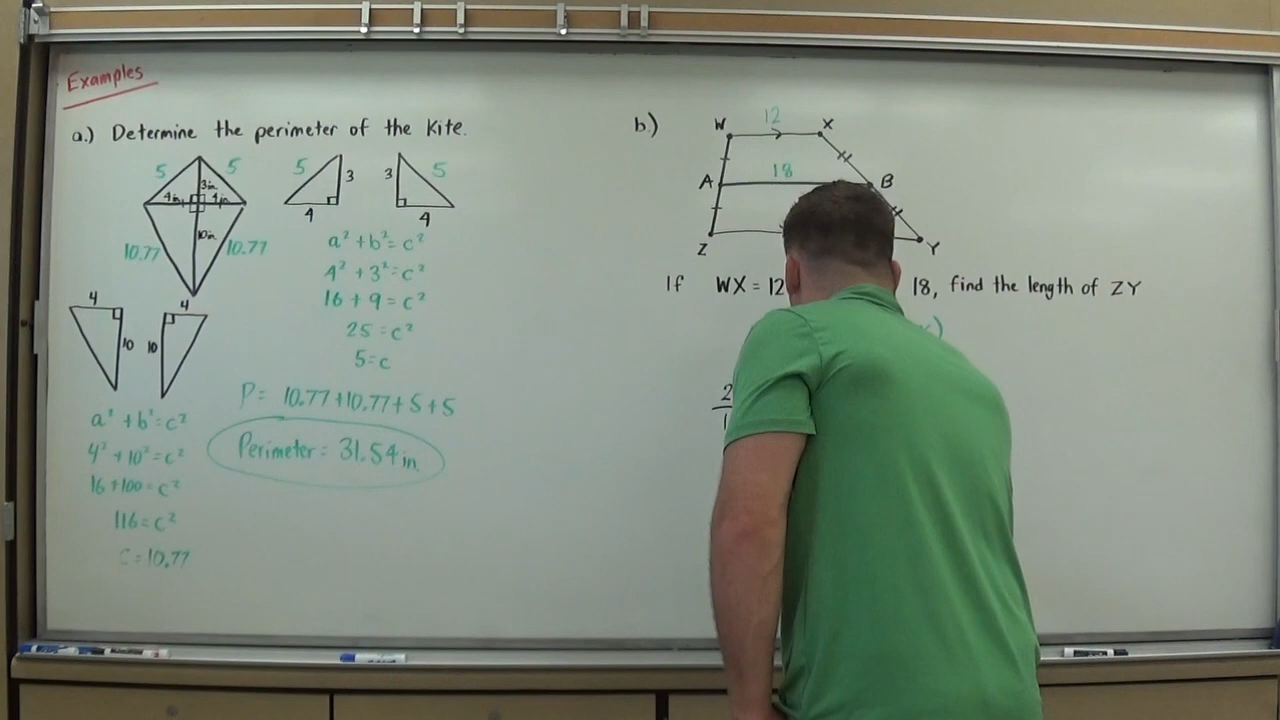 Examples
a.) Determine the perimeter of the Kite.
5 5
3in
4in 4in
10in
10.77 10.77
5 3
4
3 5
4
a² + b² = c²
4² + 3² = c²
16 + 9 = c²
25 = c²
5 = c
4 4
10 10
a² + b² = c²
4² + 10² = c²
16 + 100 = c²
116 = c²
C = 10.77
P = 10.77 + 10.77 + 5 + 5
Perimeter = 31.54 in.
b)
W 12 X
A 18 B
Z Y
If WX = 12 18, find the length of ZY
x)
2
1